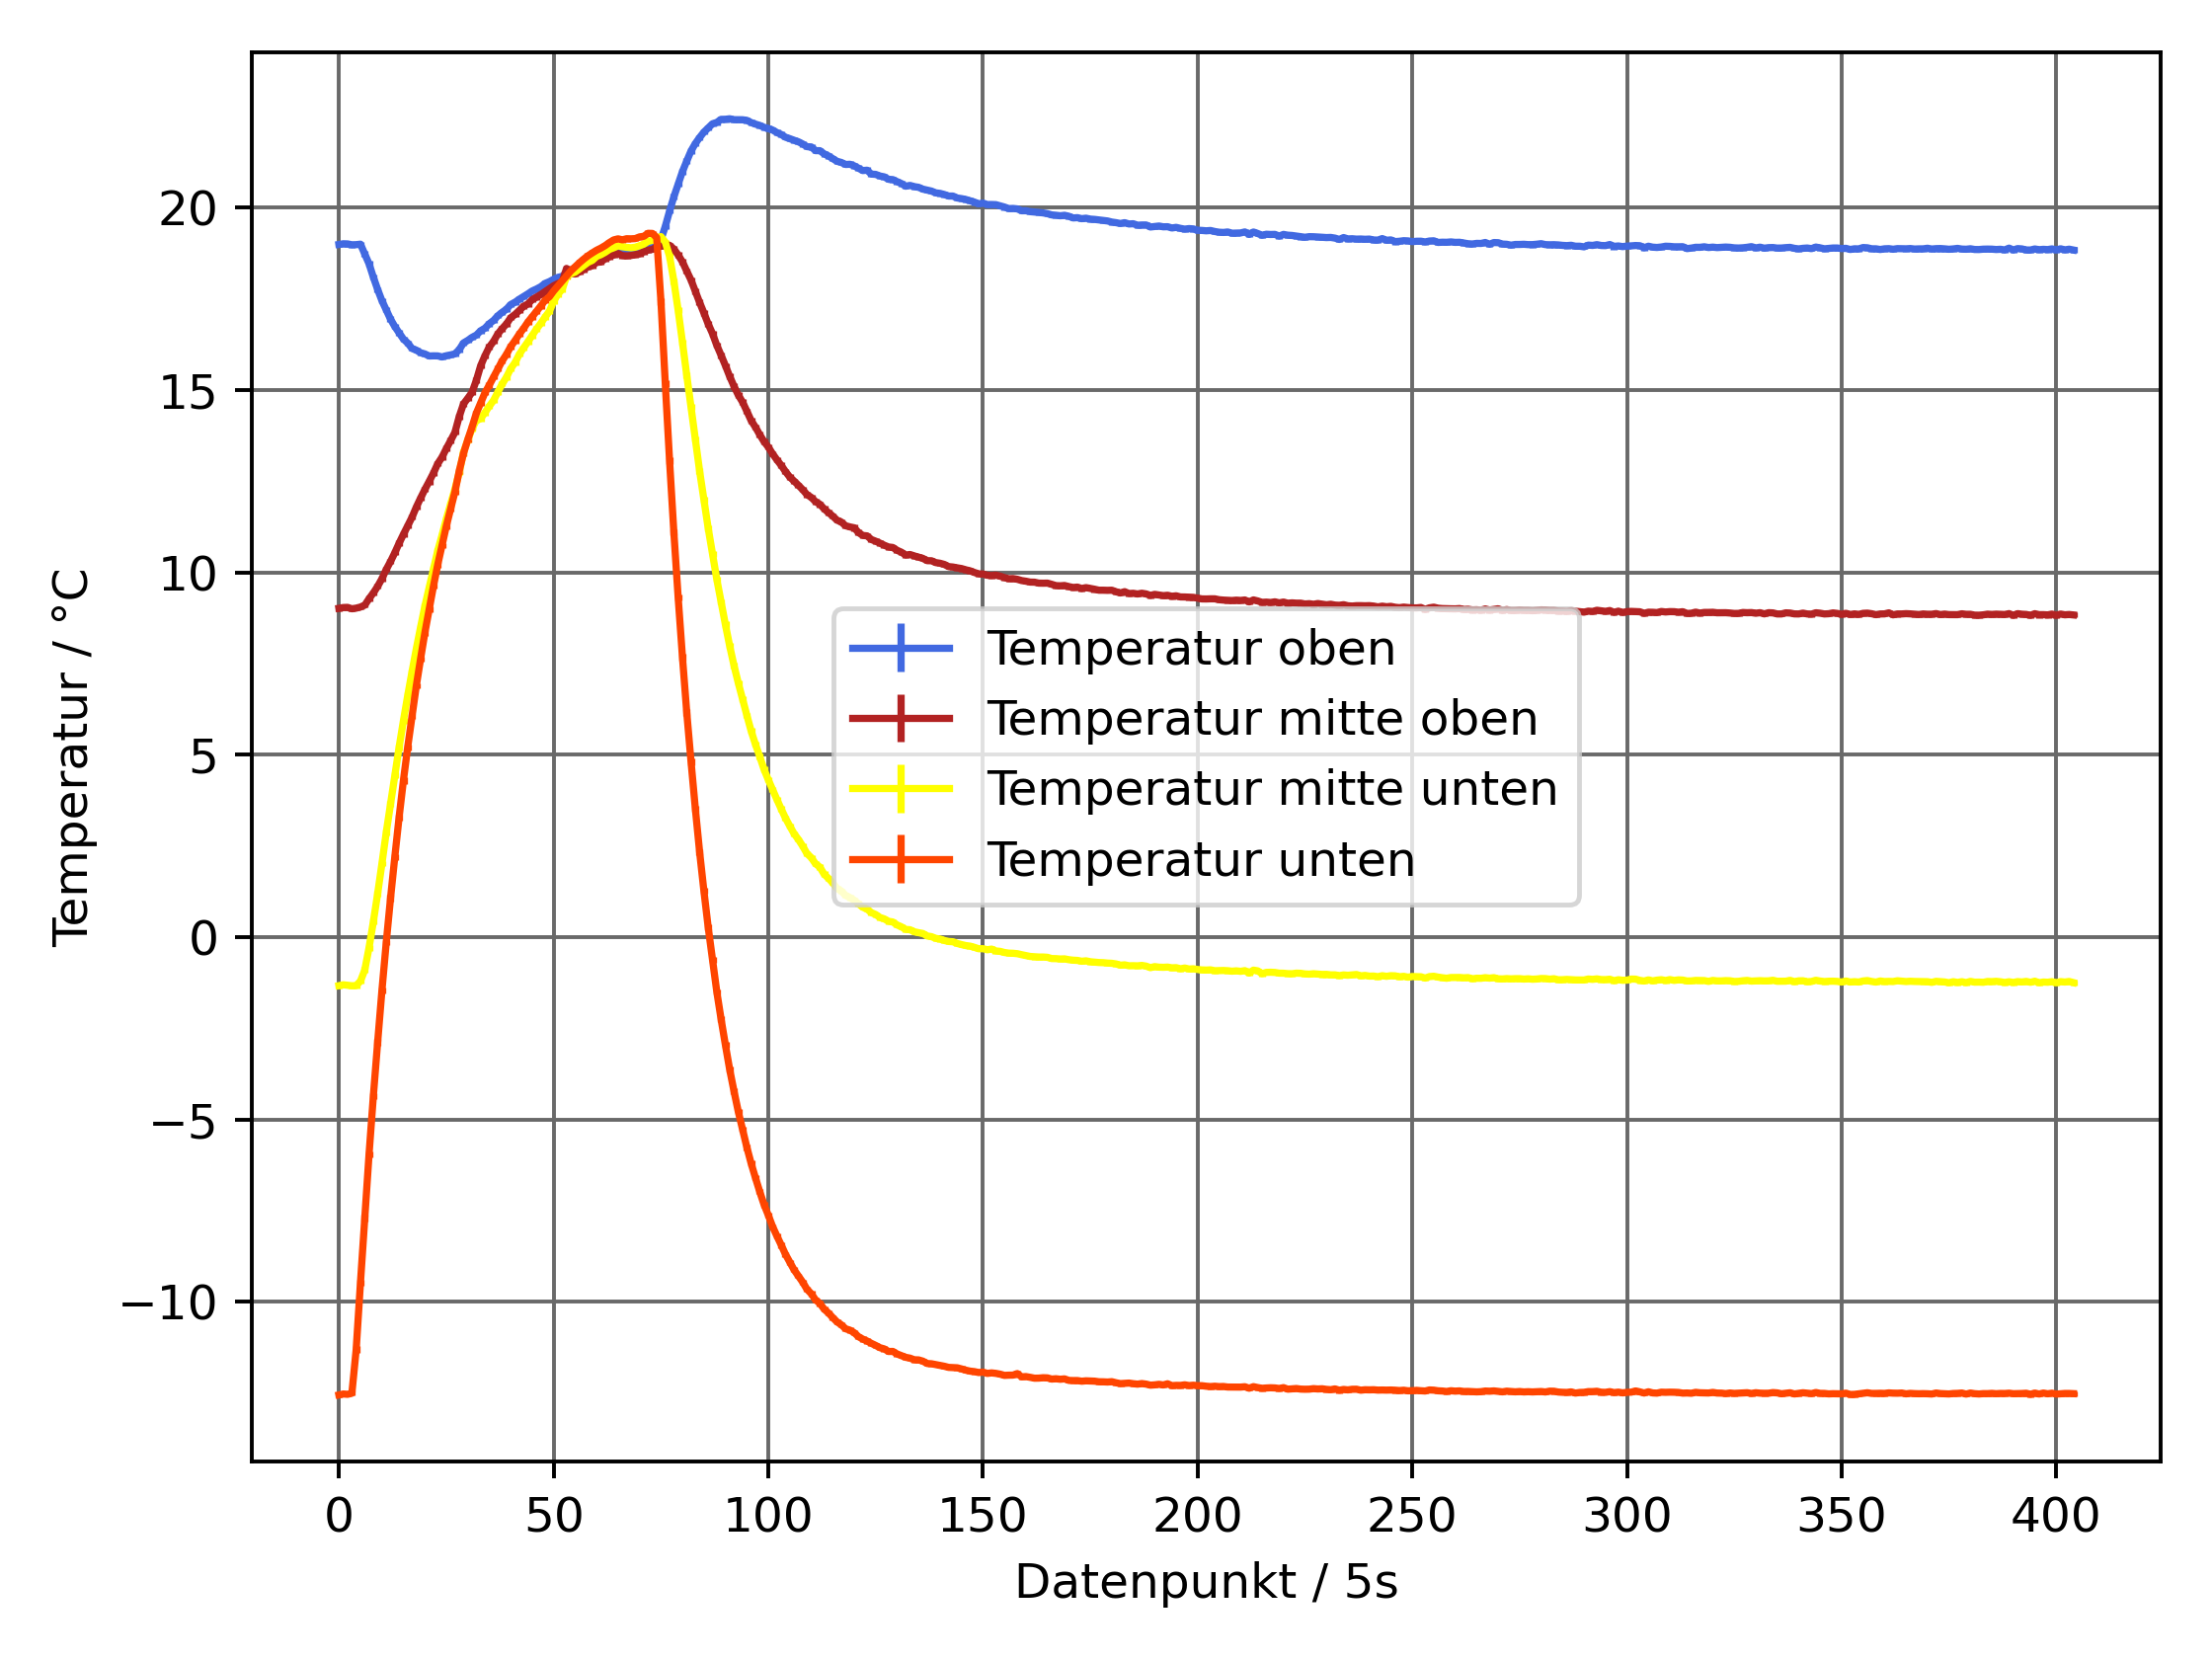 Temperatur / °C
20
15
10
5
0
−5
−10
Temperatur oben
Temperatur mitte oben
Temperatur mitte unten
Temperatur unten
0 50 100 150 200 250 300 350 400
Datenpunkt / 5s